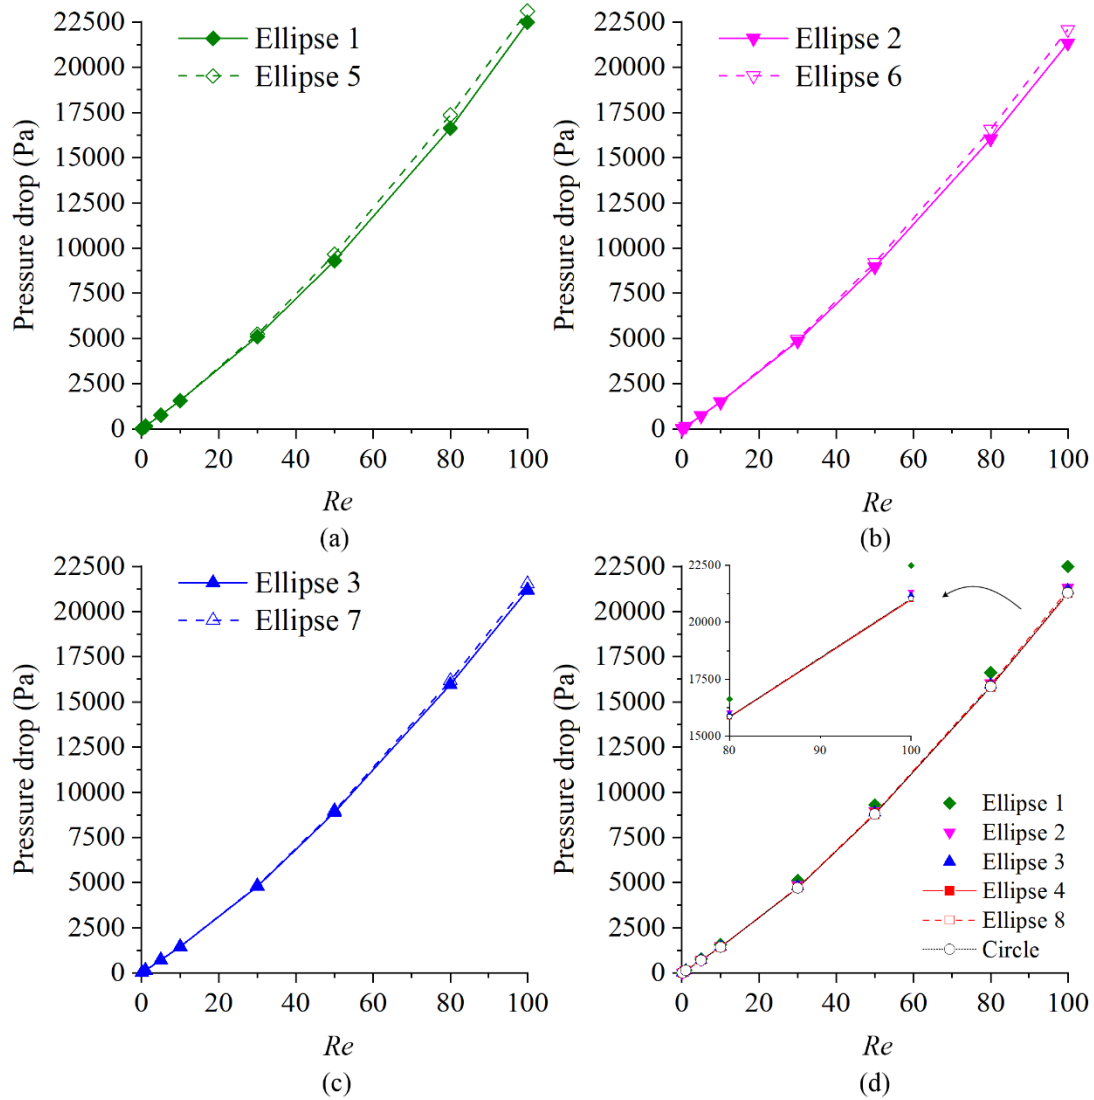 Ellipse 1
Ellipse 5
Pressure drop (Pa)
22500
20000
17500
15000
12500
10000
7500
5000
2500
0
0 20 40 60 80 100
Re
(a)
Ellipse 2
Ellipse 6
Pressure drop (Pa)
22500
20000
17500
15000
12500
10000
7500
5000
2500
0
0 20 40 60 80 100
Re
(b)
Ellipse 3
Ellipse 7
Pressure drop (Pa)
22500
20000
17500
15000
12500
10000
7500
5000
2500
0
0 20 40 60 80 100
Re
(c)
Pressure drop (Pa)
22500
20000
17500
15000
12500
10000
7500
5000
2500
0
22500
20000
17500
15000
80 90 100
Ellipse 1
Ellipse 2
Ellipse 3
Ellipse 4
Ellipse 8
Circle
0 20 40 60 80 100
Re
(d)